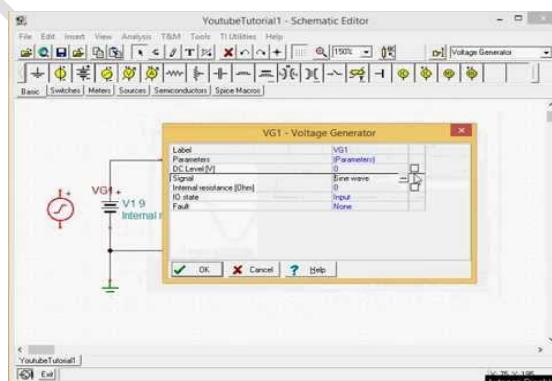 YoutubeTutorial1 - Schematic Editor
File Edit Insert View Analysis T&M Tools TI Utilities Help
150%
Voltage Generator
Basic Switches Meters Sources Semiconductors Spice Macros
VG1 - Voltage Generator
Label VG1
Parameters (Parameters)
DC Level [V] 0
Signal Sine wave
Internal resistance [Ohm] 0
IO state Input
Fault None
OK Cancel Help
VG1
V1 9
Internal
YoutubeTutorial1
Exit